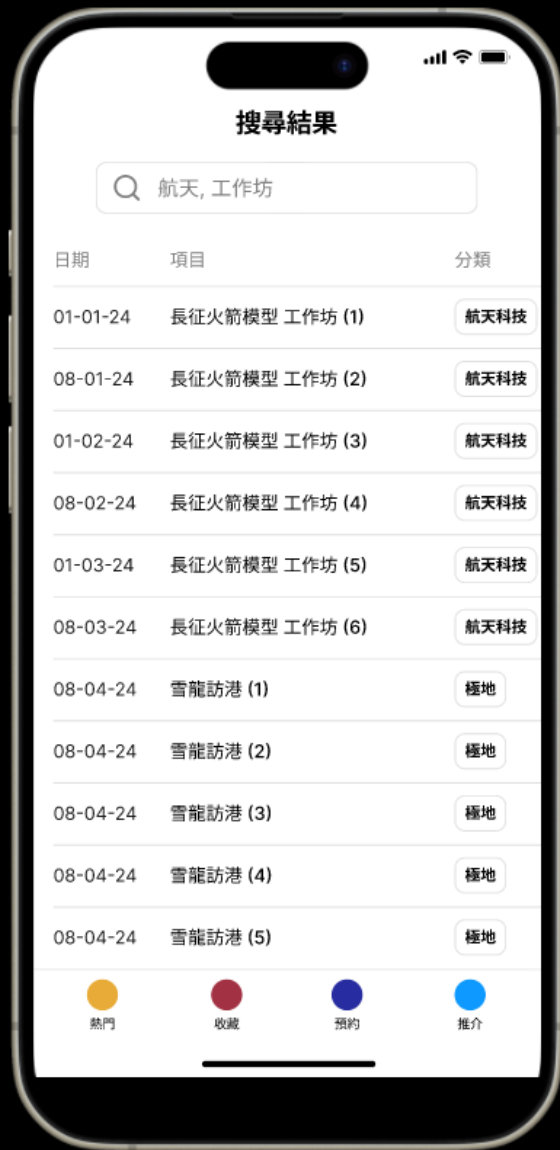 搜尋結果
航天, 工作坊
日期 項目 分類
01-01-24 長征火箭模型 工作坊 (1) 航天科技
08-01-24 長征火箭模型 工作坊 (2) 航天科技
01-02-24 長征火箭模型 工作坊 (3) 航天科技
08-02-24 長征火箭模型 工作坊 (4) 航天科技
01-03-24 長征火箭模型 工作坊 (5) 航天科技
08-03-24 長征火箭模型 工作坊 (6) 航天科技
08-04-24 雪龍訪港 (1) 極地
08-04-24 雪龍訪港 (2) 極地
08-04-24 雪龍訪港 (3) 極地
08-04-24 雪龍訪港 (4) 極地
08-04-24 雪龍訪港 (5) 極地
熱門 收藏 預約 推介